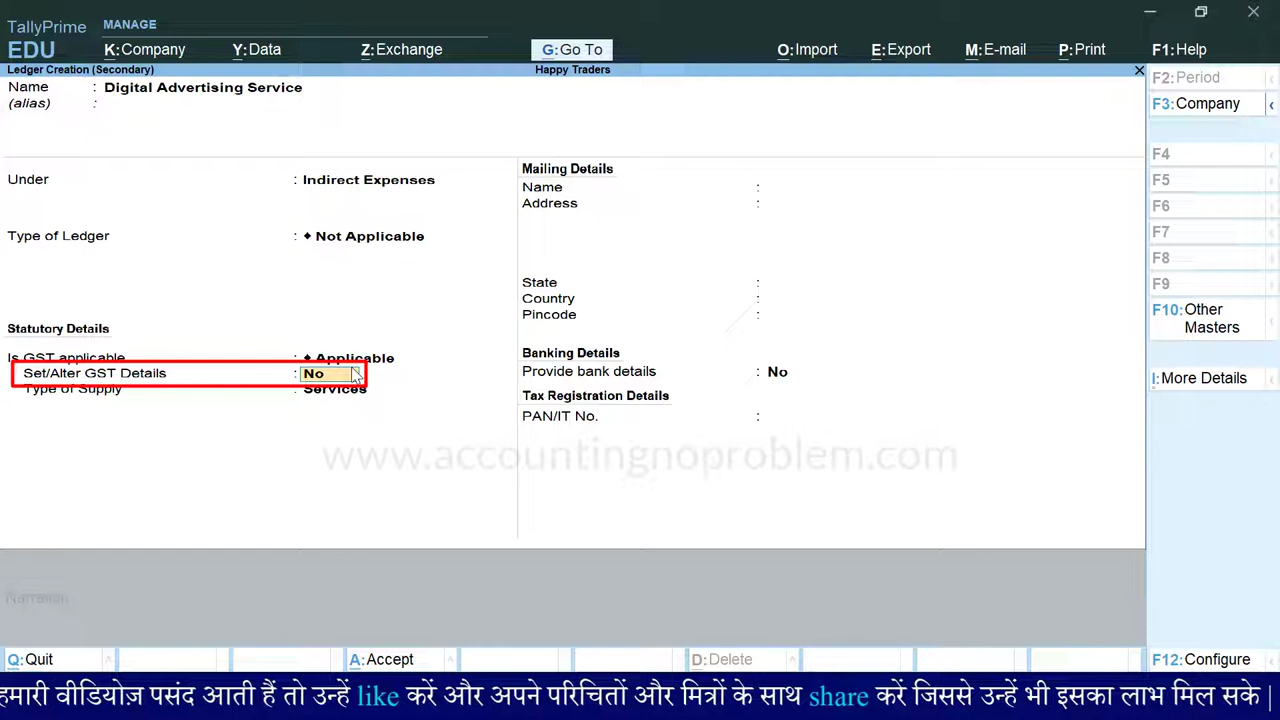 TallyPrime
EDU
MANAGE
K:Company
Y:Data
Z:Exchange
G:Go To
O:Import
E:Export
M:E-mail
P:Print
F1:Help
Ledger Creation (Secondary)
Happy Traders
Name : Digital Advertising Service
(alias) :
Under : Indirect Expenses
Type of Ledger : ♦ Not Applicable
Statutory Details
Is GST applicable : ♦ Applicable
Set/Alter GST Details : No
Type of Supply : Services
Mailing Details
Name :
Address :
State :
Country :
Pincode :
Banking Details
Provide bank details : No
Tax Registration Details
PAN/IT No. :
www.accountingnoproblem.com
Narration
F2:Period
F3:Company
F4
F5
F6
F7
F8
F9
F10:Other
Masters
I:More Details
Q:Quit
A:Accept
D:Delete
F12:Configure
हमारी वीडियोज़ पसंद आती हैं तो उन्हें like करें और अपने परिचितों और मित्रों के साथ share करें जिससे उन्हें भी इसका लाभ मिल सके |